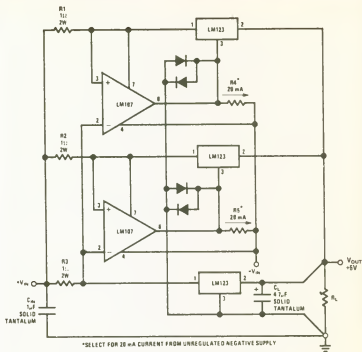 R1
1Ω
2W
1
LM123
2
3
3
7
+
LM107
6
R4*
20 mA
2
−
4
R2
1Ω
2W
1
LM123
2
3
3
7
+
LM107
6
R5*
20 mA
2
−
4
R3
1Ω
2W
-VIN
+VIN
1
LM123
2
3
CIN
1µF
SOLID
TANTALUM
+
CL
4.7µF
SOLID
TANTALUM
VOUT
+5V
RL
*SELECT FOR 20 mA CURRENT FROM UNREGULATED NEGATIVE SUPPLY